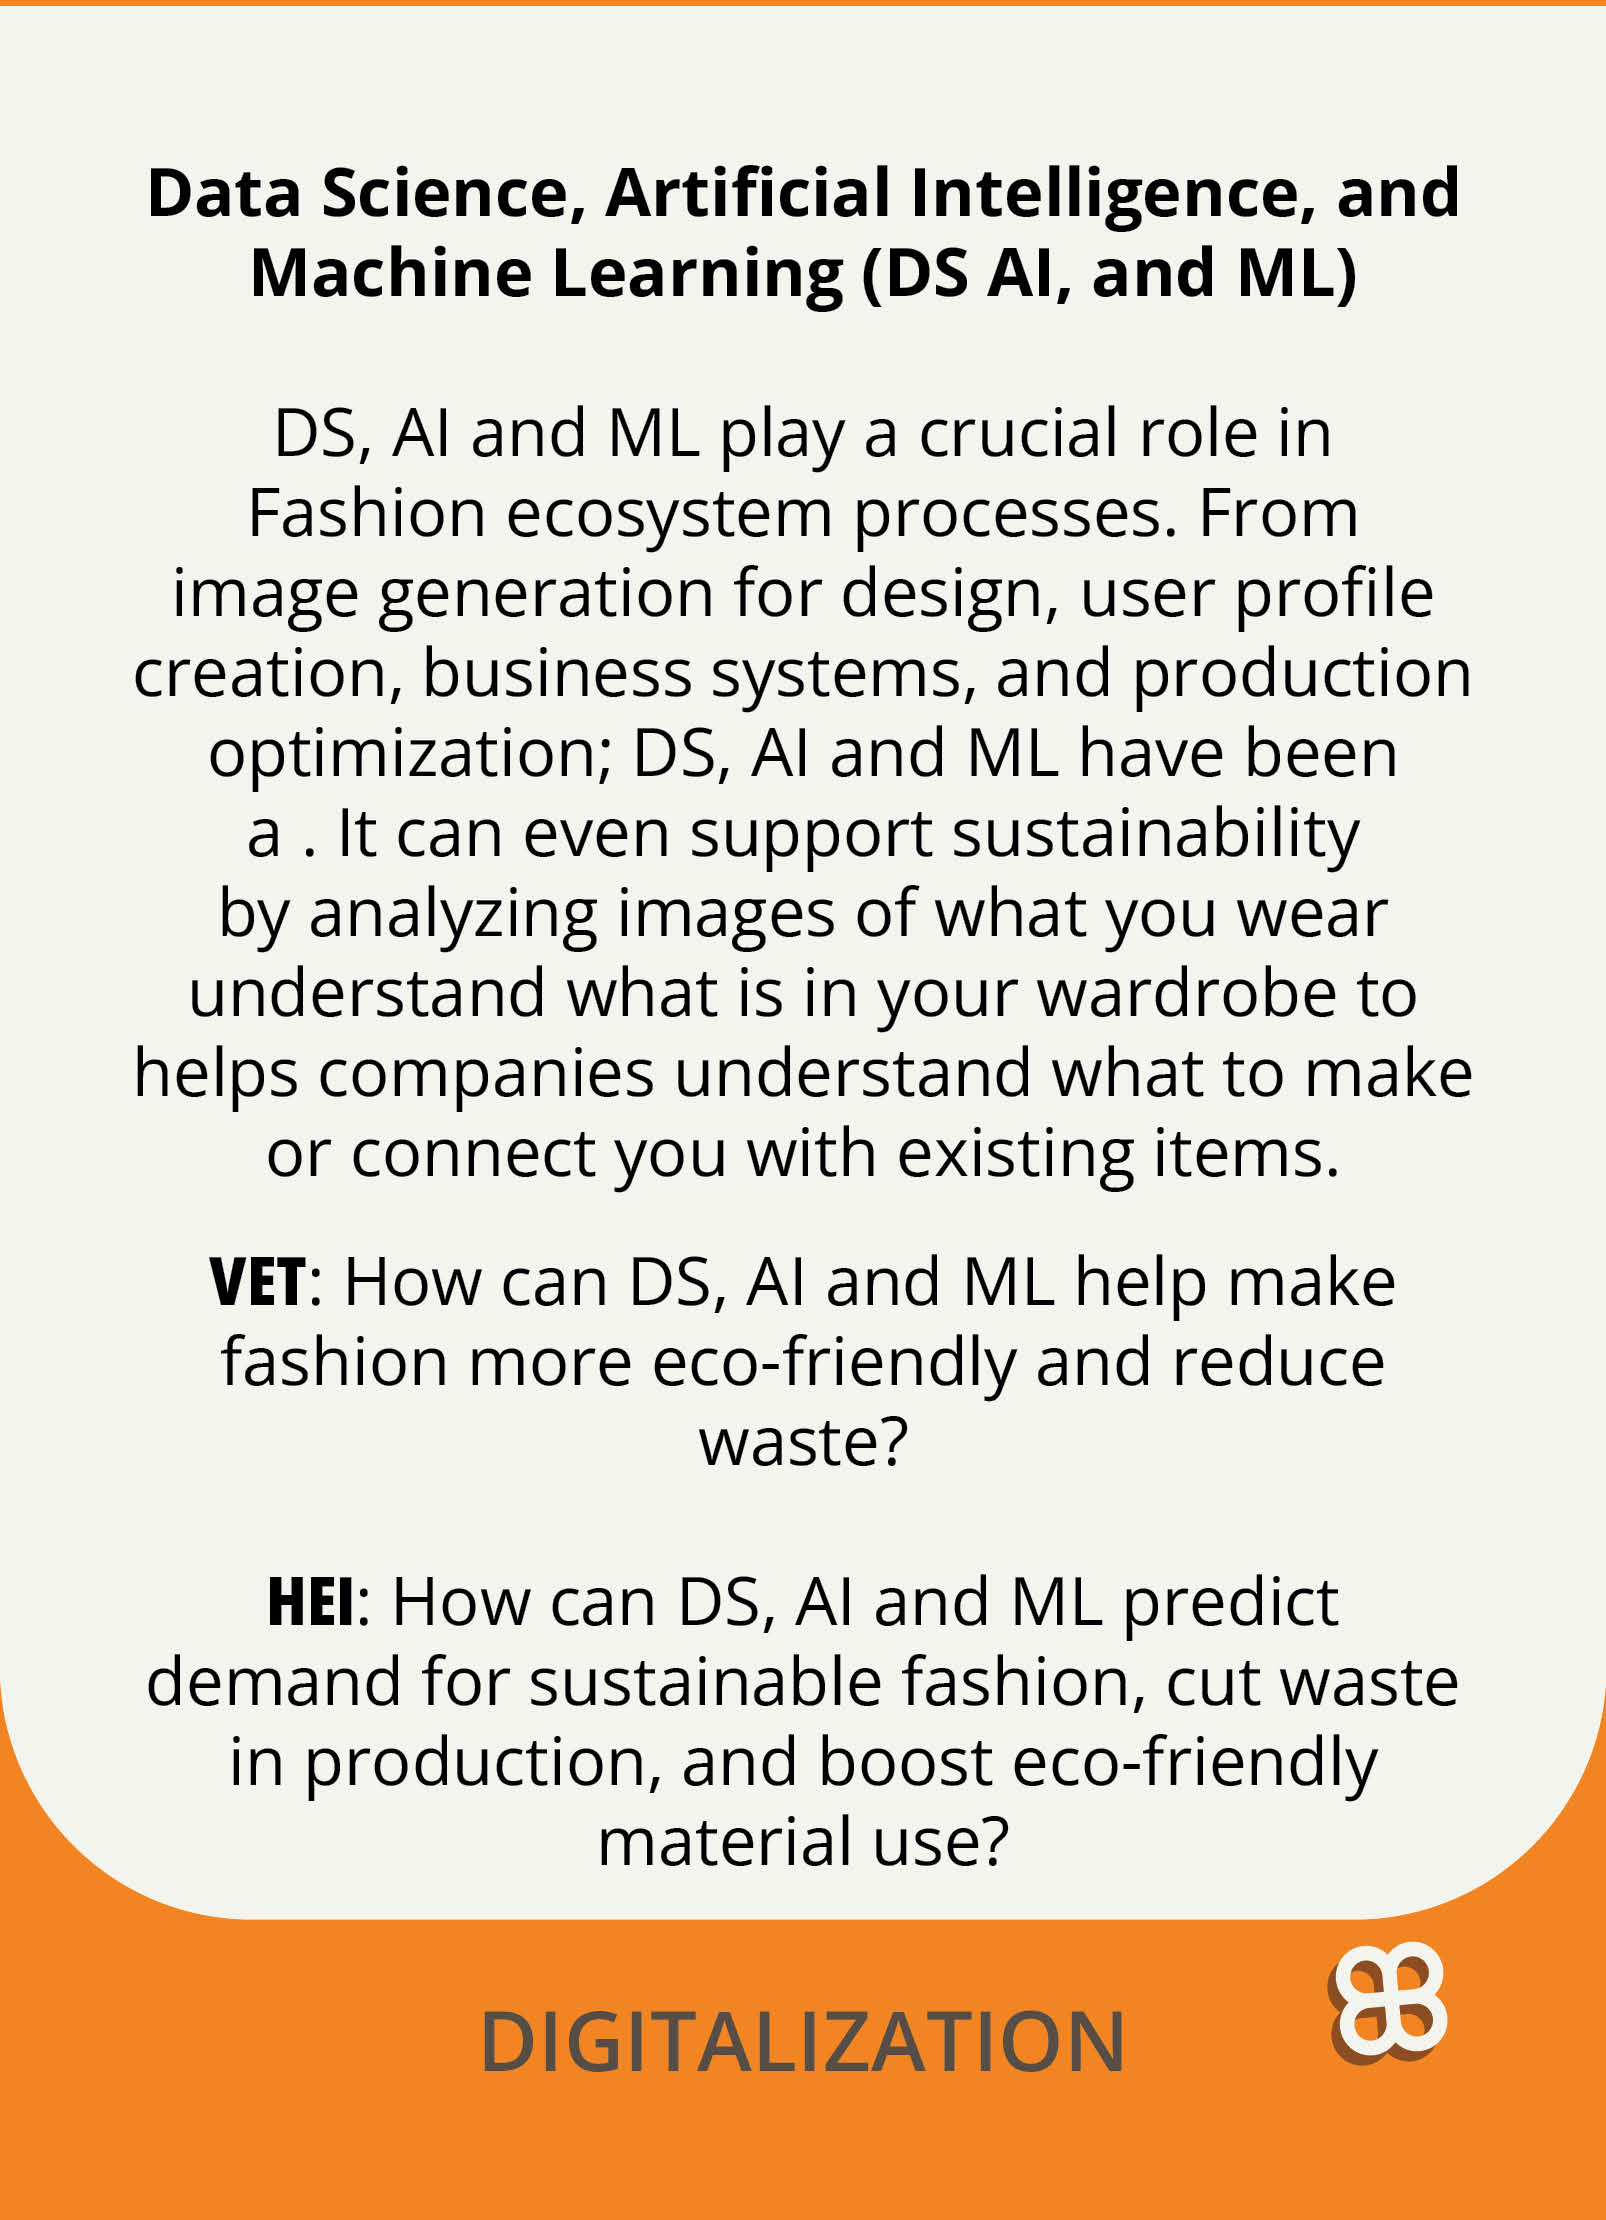 Data Science, Artificial Intelligence, and
Machine Learning (DS AI, and ML)
DS, AI and ML play a crucial role in
Fashion ecosystem processes. From
image generation for design, user profile
creation, business systems, and production
optimization; DS, AI and ML have been
a . It can even support sustainability
by analyzing images of what you wear
understand what is in your wardrobe to
helps companies understand what to make
or connect you with existing items.
VET: How can DS, AI and ML help make
fashion more eco-friendly and reduce
waste?
HEI: How can DS, AI and ML predict
demand for sustainable fashion, cut waste
in production, and boost eco-friendly
material use?
DIGITALIZATION